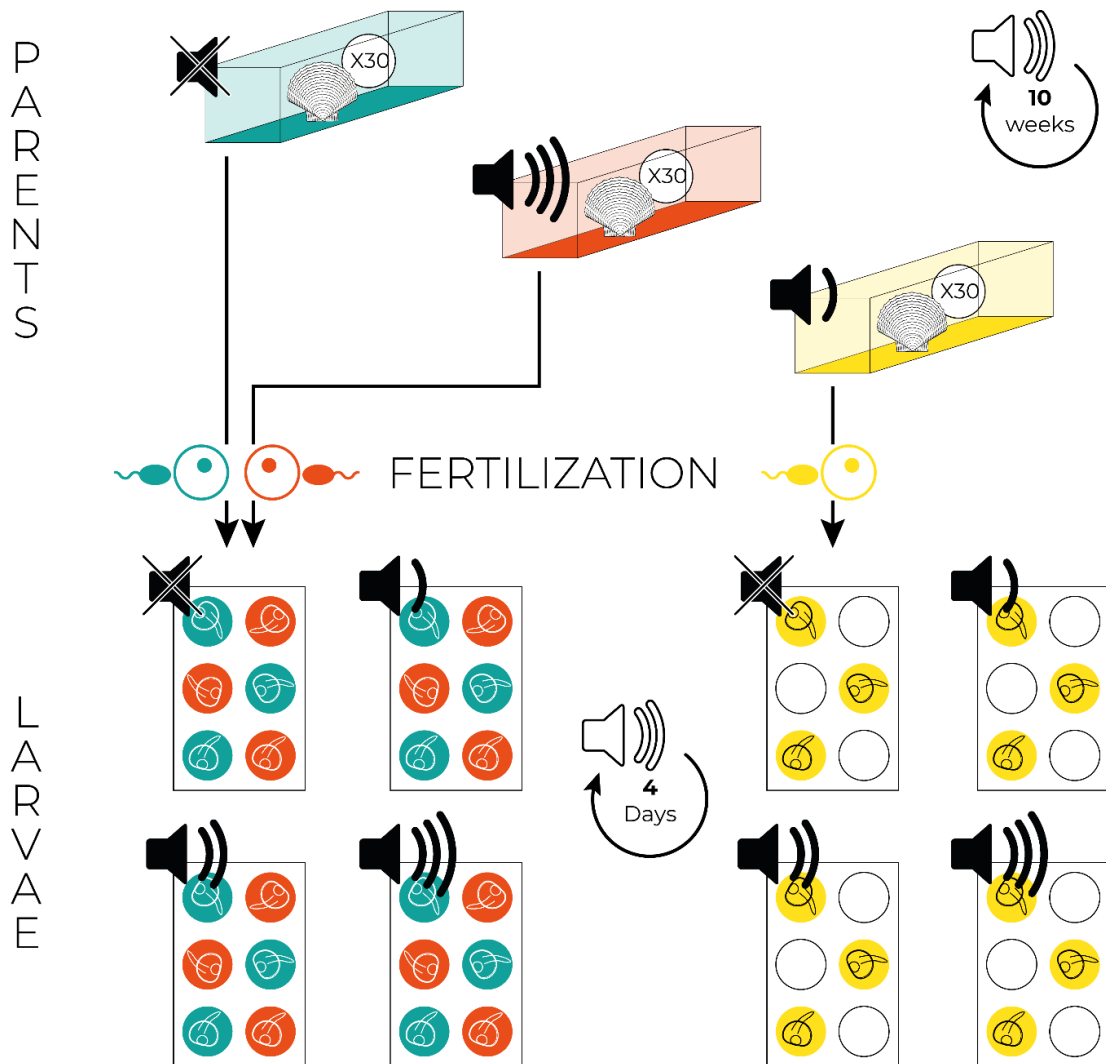 PARENTS
X30
X30
X30
10
weeks
FERTILIZATION
LARVAE
4
Days